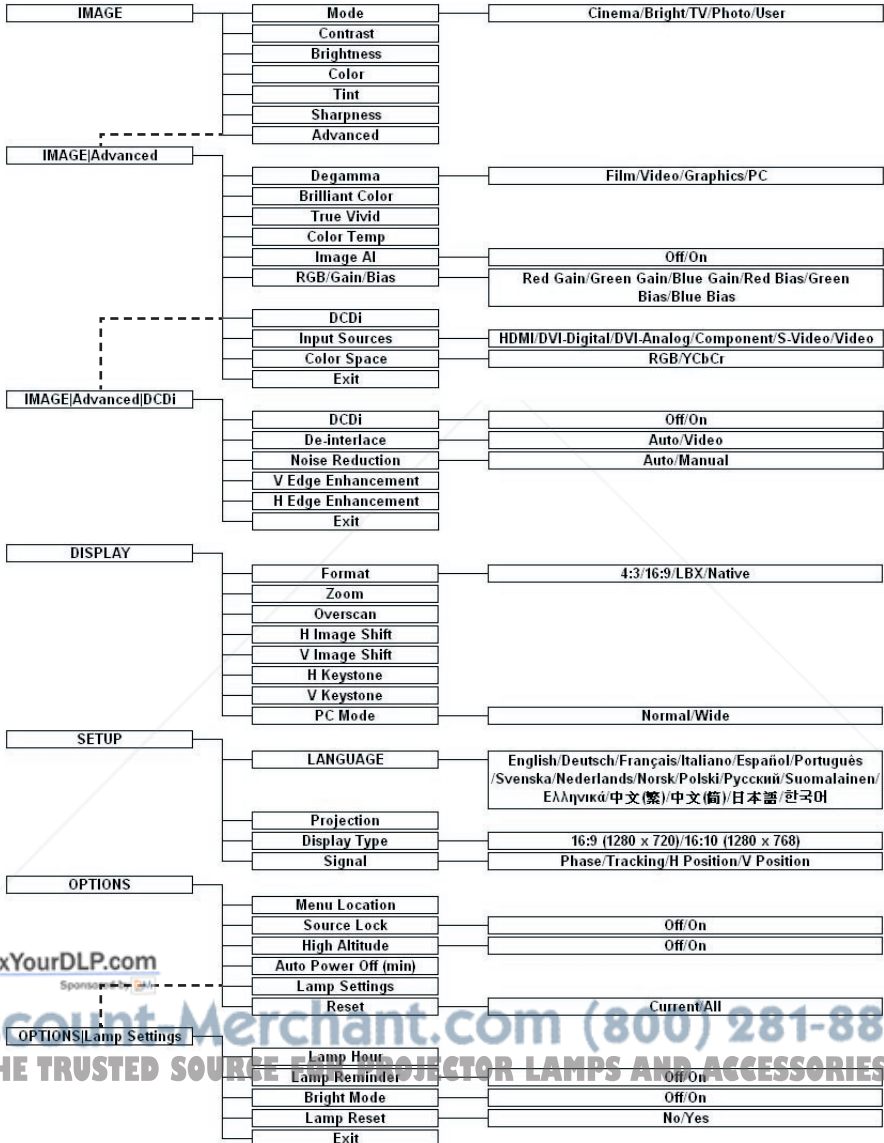 IMAGE Mode Cinema/Bright/TV/Photo/User
Contrast
Brightness
Color
Tint
Sharpness
Advanced
IMAGE|Advanced
Degamma Film/Video/Graphics/PC
Brilliant Color
True Vivid
Color Temp
Image AI Off/On
RGB/Gain/Bias Red Gain/Green Gain/Blue Gain/Red Bias/Green
Bias/Blue Bias
DCDi
Input Sources HDMI/DVI-Digital/DVI-Analog/Component/S-Video/Video
Color Space RGB/YCbCr
Exit
IMAGE|Advanced|DCDi
DCDi Off/On
De-interlace Auto/Video
Noise Reduction Auto/Manual
V Edge Enhancement
H Edge Enhancement
Exit
DISPLAY
Format 4:3/16:9/LBX/Native
Zoom
Overscan
H Image Shift
V Image Shift
H Keystone
V Keystone
PC Mode Normal/Wide
SETUP
LANGUAGE English/Deutsch/Français/Italiano/Español/Português
/Svenska/Nederlands/Norsk/Polski/Русский/Suomalainen/
Ελληνικά/中文(繁)/中文(简)/日本語/한국어
Projection
Display Type 16:9 (1280 x 720)/16:10 (1280 x 768)
Signal Phase/Tracking/H Position/V Position
OPTIONS
Menu Location
Source Lock Off/On
High Altitude Off/On
xYourDLP.com Auto Power Off (min)
Sponsored by Lamp Settings
Reset Current/All
count-Merchant.com (800) 281-88
OPTIONS|Lamp Settings
Lamp Hour
HE TRUSTED SOURCE FOR PROJECTOR LAMPS AND ACCESSORIES
Lamp Reminder Off/On
Bright Mode Off/On
Lamp Reset No/Yes
Exit